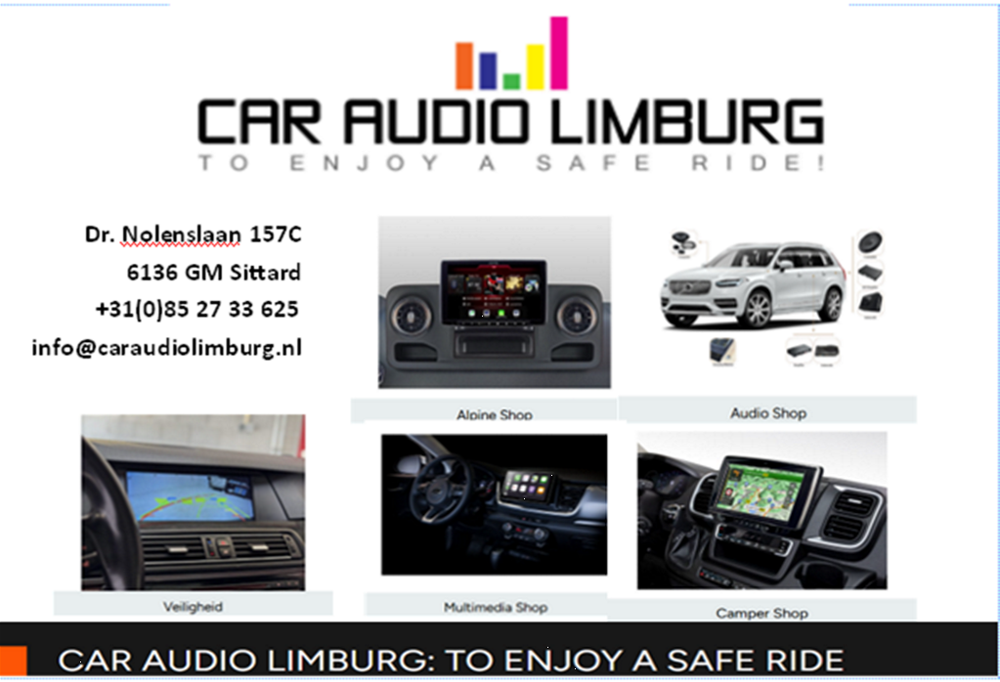 CAR AUDIO LIMBURG
TO ENJOY A SAFE RIDE!
Dr. Nolenslaan 157C
6136 GM Sittard
+31(0)85 27 33 625
info@caraudiolimburg.nl
Alpine Shop
Audio Shop
Veiligheid
Multimedia Shop
Camper Shop
CAR AUDIO LIMBURG: TO ENJOY A SAFE RIDE